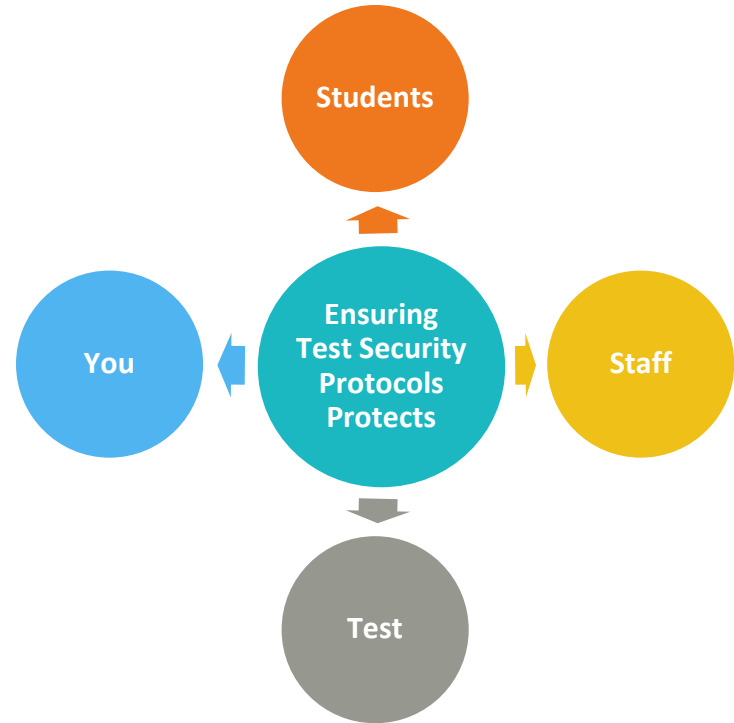 Students
You
Ensuring
Test Security
Protocols
Protects
Staff
Test